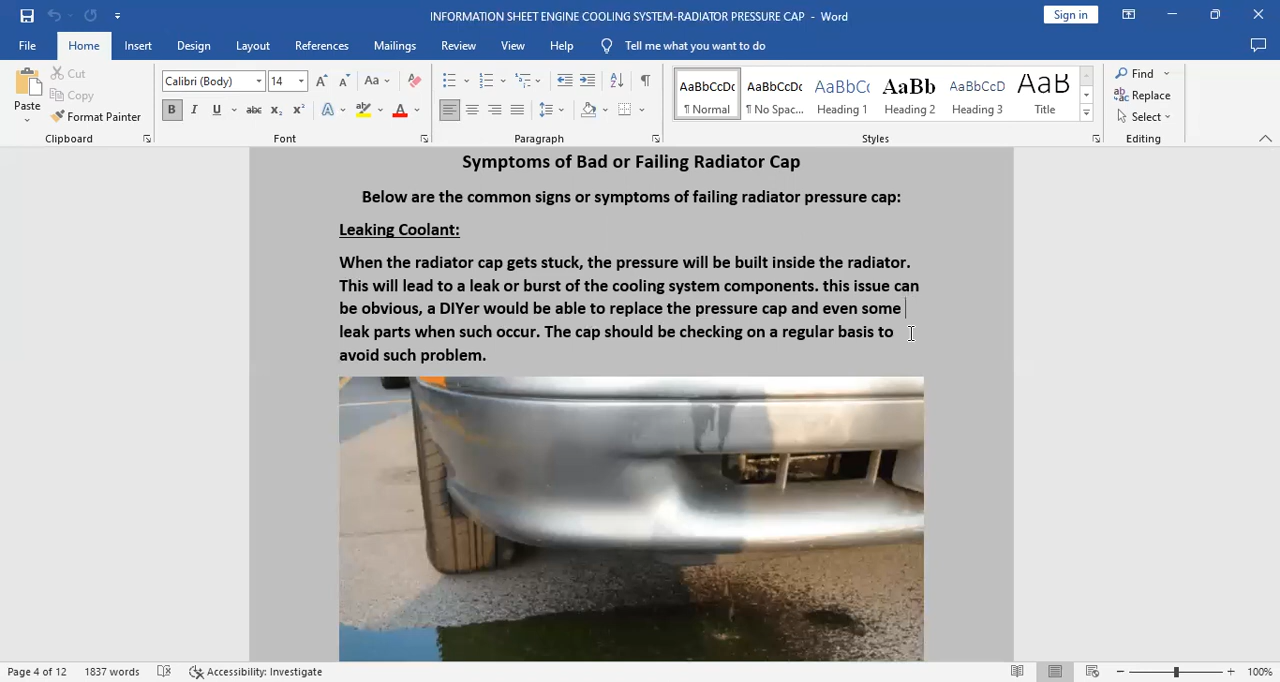 INFORMATION SHEET ENGINE COOLING SYSTEM-RADIATOR PRESSURE CAP - Word
Sign in
File Home Insert Design Layout References Mailings Review View Help Tell me what you want to do
Paste
Cut
Copy
Format Painter
Clipboard
Calibri (Body) 14
Font
Paragraph
AaBbCcDc AaBbCcDc AaBbCc AaBb AaBbCcD AaB
¶ Normal ¶ No Spac... Heading 1 Heading 2 Heading 3 Title
Styles
Find
Replace
Select
Editing
Symptoms of Bad or Failing Radiator Cap
Below are the common signs or symptoms of failing radiator pressure cap:
Leaking Coolant:
When the radiator cap gets stuck, the pressure will be built inside the radiator.
This will lead to a leak or burst of the cooling system components. this issue can
be obvious, a DIYer would be able to replace the pressure cap and even some
leak parts when such occur. The cap should be checking on a regular basis to
avoid such problem.
Page 4 of 12 1837 words Accessibility: Investigate 100%